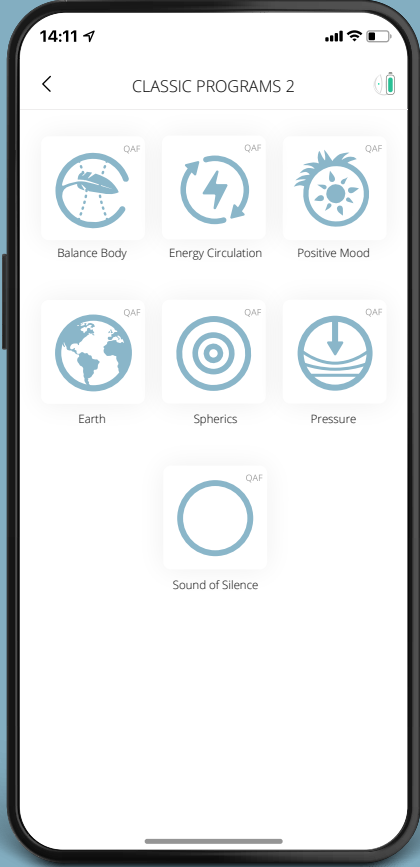 14:11
CLASSIC PROGRAMS 2
QAF
QAF
QAF
Balance Body
Energy Circulation
Positive Mood
QAF
QAF
QAF
Earth
Spherics
Pressure
QAF
Sound of Silence